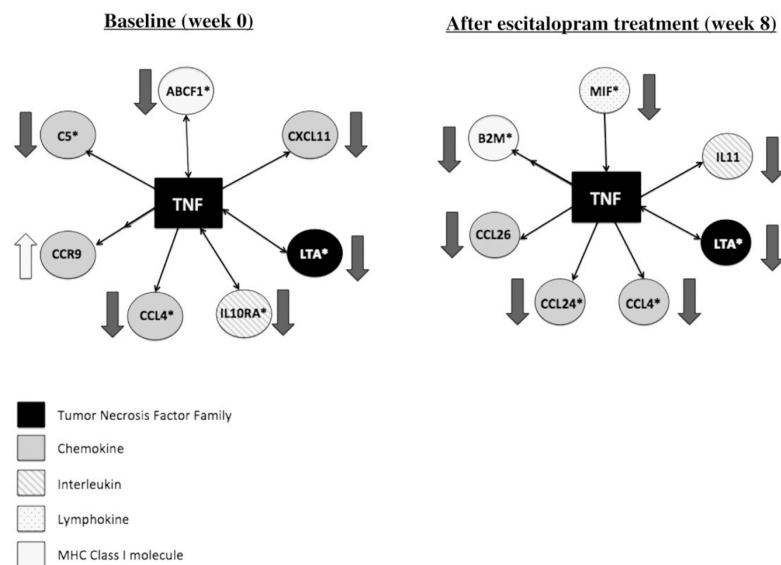 Baseline (week 0)
After escitalopram treatment (week 8)
ABCF1*
C5*
CXCL11
TNF
CCR9
LTA*
CCL4*
IL10RA*
MIF*
B2M*
IL11
TNF
CCL26
LTA*
CCL24*
CCL4*
Tumor Necrosis Factor Family
Chemokine
Interleukin
Lymphokine
MHC Class I molecule